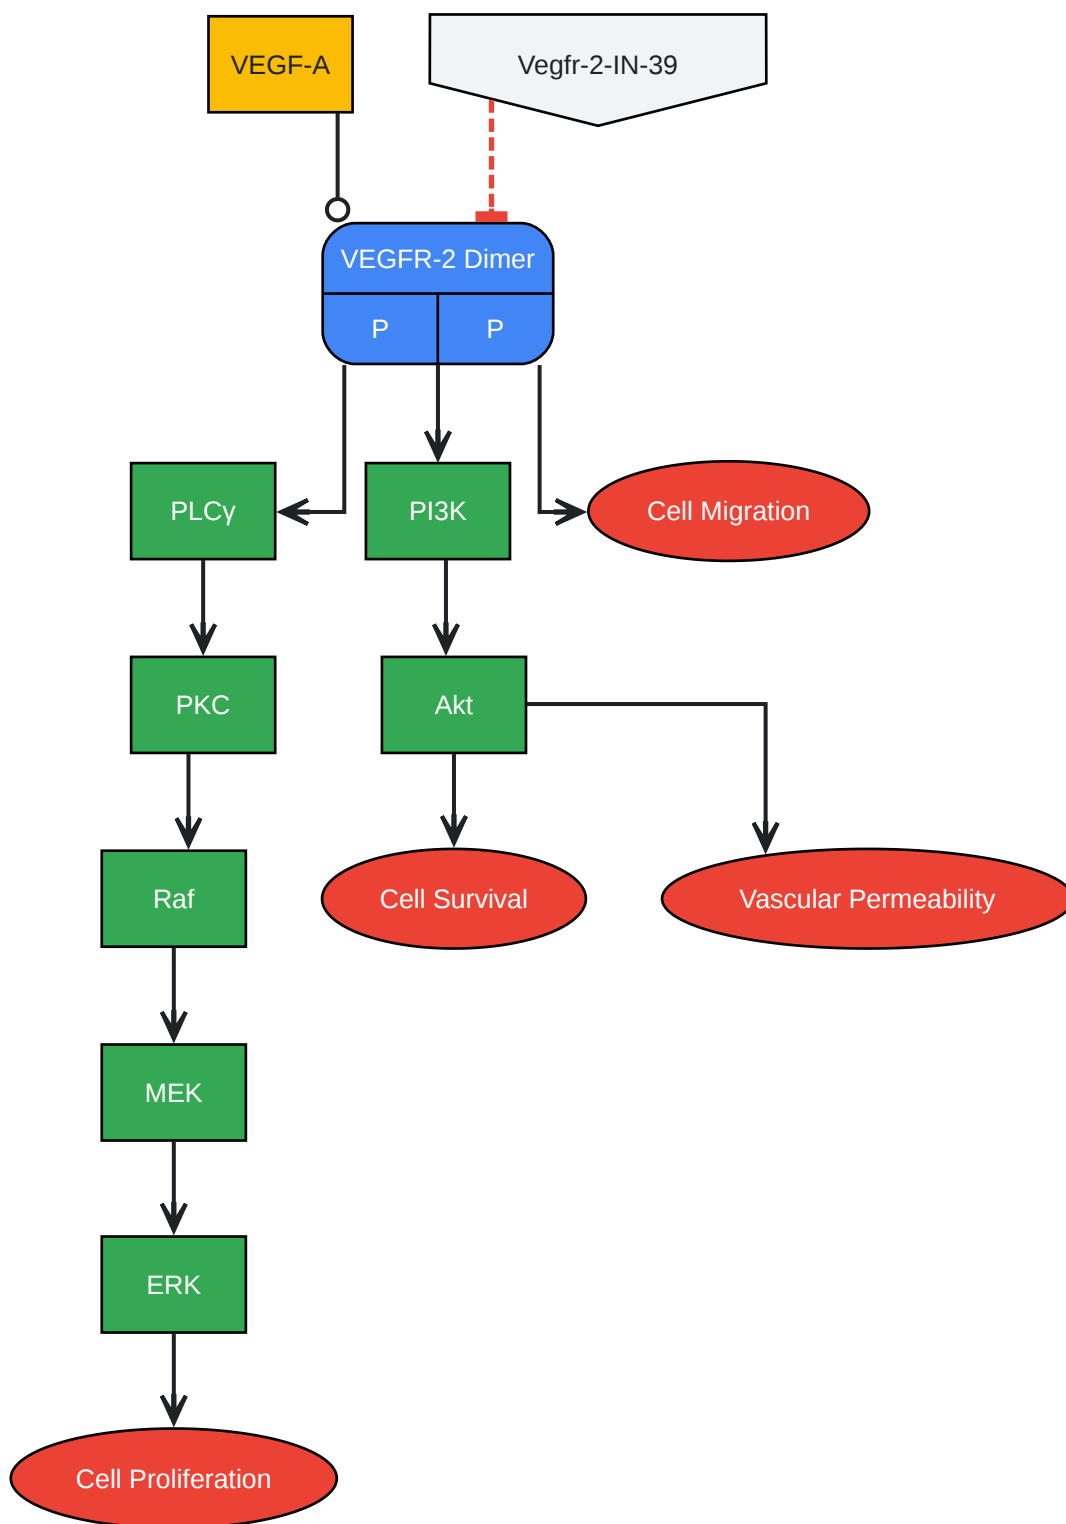 VEGF-A
Vegfr-2-IN-39
VEGFR-2 Dimer
P
P
PLCγ
PI3K
Cell Migration
PKC
Akt
Raf
Cell Survival
Vascular Permeability
MEK
ERK
Cell Proliferation